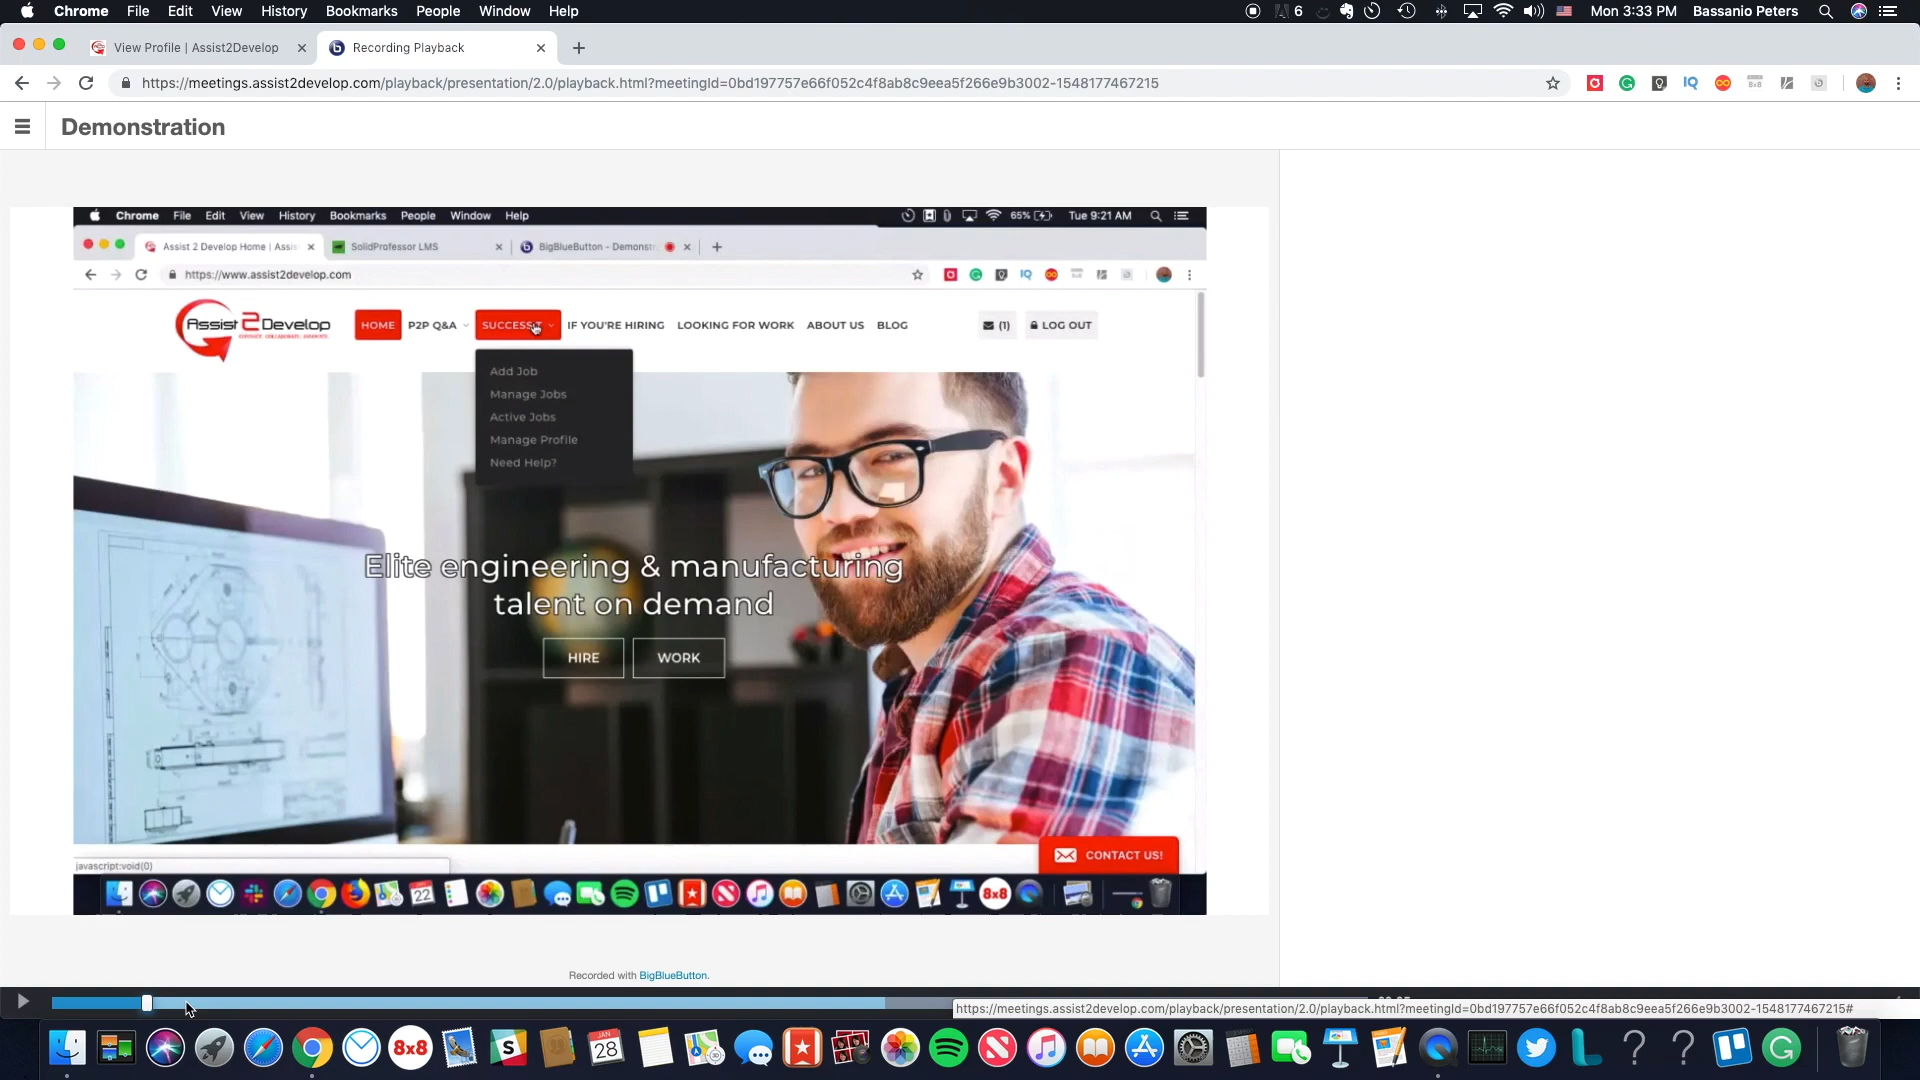 Chrome File Edit View History Bookmarks People Window Help 6 Mon 3:33 PM Bassanio Peters
View Profile | Assist2Develop Recording Playback
https://meetings.assist2develop.com/playback/presentation/2.0/playback.html?meetingId=0bd197757e66f052c4f8ab8c9eea5f266e9b3002-1548177467215
Demonstration
Chrome File Edit View History Bookmarks People Window Help 65% Tue 9:21 AM
Assist 2 Develop Home | Assis SolidProfessor LMS BigBlueButton - Demonst
https://www.assist2develop.com
Assist 2 Develop
HOME P2P Q&A IF YOU'RE HIRING LOOKING FOR WORK ABOUT US BLOG (1) LOG OUT
Add Job
Manage Jobs
Active Jobs
Manage Profile
Need Help?
Elite engineering & manufacturing
talent on demand
HIRE WORK
javascript:void(0)
CONTACT US!
22 8x8
Recorded with BigBlueButton.
https://meetings.assist2develop.com/playback/presentation/2.0/playback.html?meetingId=0bd197757e66f052c4f8ab8c9eea5f266e9b3002-1548177467215#
8x8 JAN 28